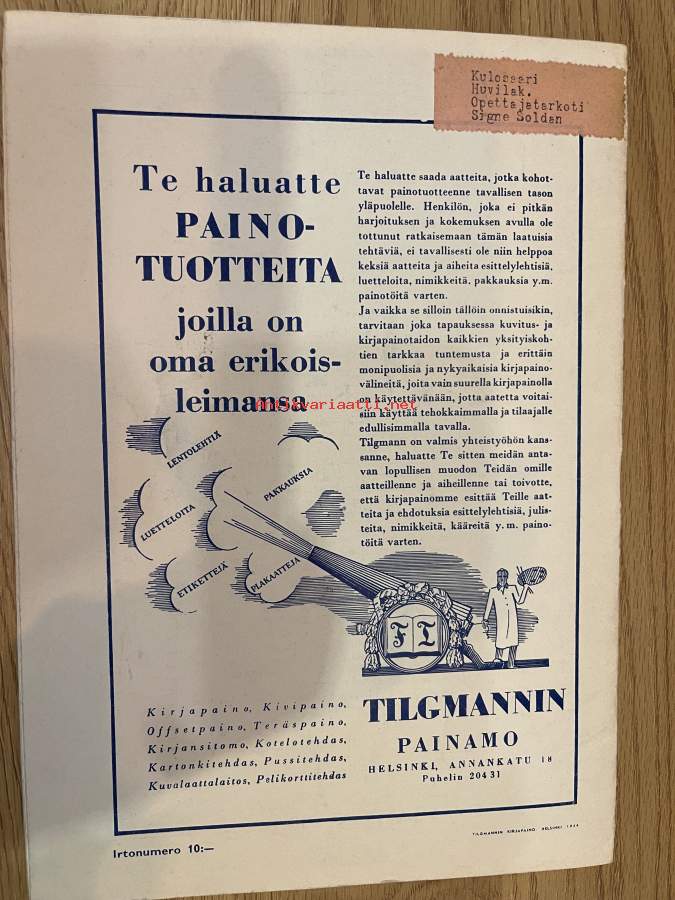 Kulosaari
Huvilak.
Opettajatarkoti
Signe Soldan
Te haluatte
PAINO-
TUOTTEITA
joilla on
oma erikois-
leimansa
Te haluatte saada aatteita, jotka kohot-
tavat painotuotteenne tavallisen tason
yläpuolelle. Henkilön, joka ei pitkän
harjoituksen ja kokemuksen avulla ole
tottunut ratkaisemaan tämän laatuisia
tehtäviä, ei tavallisesti ole niin helppoa
keksiä aatteita ja aiheita esittelylehtisiä,
luetteloita, nimikkeitä, pakkauksia y.m.
painotöitä varten.
Ja vaikka se silloin tällöin onnistuisikin,
tarvitaan joka tapauksessa kuvitus- ja
kirjapainotaidon kaikkien yksityiskoh-
tien tarkkaa tuntemusta ja erittäin
monipuolisia ja nykyaikaisia kirjapaino-
välineitä, joita vain suurella kirjapainolla
on käytettävänään, jotta aatetta voitai-
siin käyttää tehokkaimmalla ja tilaajalle
edullisimmalla tavalla.
Tilgmann on valmis yhteistyöhön kans-
sanne, haluatte Te sitten meidän anta-
van lopullisen muodon Teidän omille
aatteillenne ja aiheillenne tai toivotte,
että kirjapainomme esittää Teille aat-
teita ja ehdotuksia esittelylehtisiä, julis-
teita, nimikkeitä, kääreitä y. m. paino-
töitä varten.
Antikvariaatti.net
LENTOLEHTIÄ
PAKKAUKSIA
LUETTELOITA
ETIKETTEJÄ
PLAKAATTEJA
F T
Kirjapaino, Kivipaino,
Offsetpaino, Teräspaino,
Kirjansitomo, Kotelotehdas,
Kartonkitehdas, Pussitehdas,
Kuvalaattalaitos, Pelikorttitehdas
TILGMANNIN
PAINAMO
HELSINKI, ANNANKATU 18
Puhelin 20431
Irtonumero 10:—
TILGMANNIN KIRJAPAINO. HELSINKI